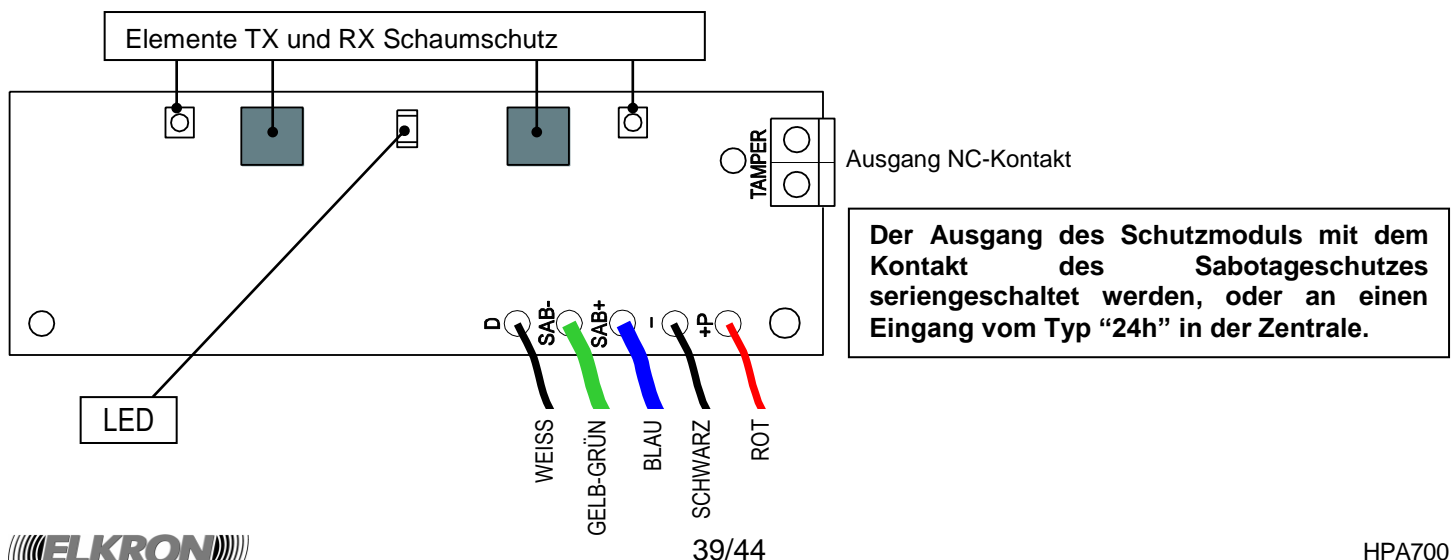 Elemente TX und RX Schaumschutz
TAMPER
Ausgang NC-Kontakt
Der Ausgang des Schutzmoduls mit dem
Kontakt des Sabotageschutzes
seriengeschaltet werden, oder an einen
Eingang vom Typ “24h” in der Zentrale.
D
SAB-
SAB+
–
+P
LED
WEISS
GELB-GRÜN
BLAU
SCHWARZ
ROT
ELKRON
39/44
HPA700